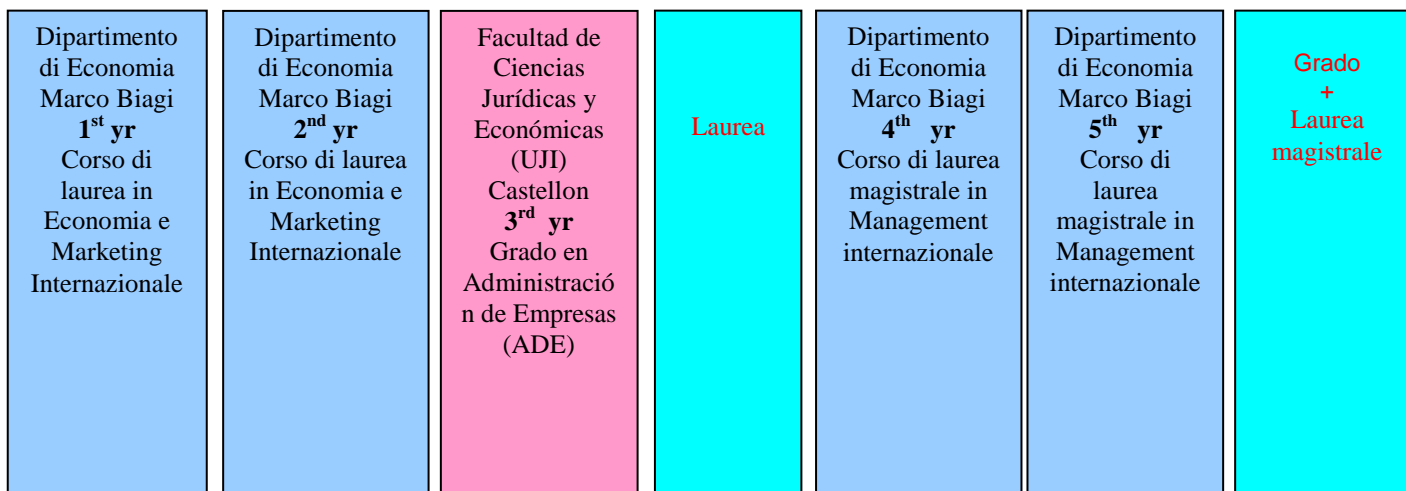 Dipartimento
di Economia
Marco Biagi
1st yr
Corso di
laurea in
Economia e
Marketing
Internazionale
Dipartimento
di Economia
Marco Biagi
2nd yr
Corso di laurea
in Economia e
Marketing
Internazionale
Facultad de
Ciencias
Jurídicas y
Económicas
(UJI)
Castellon
3rd yr
Grado en
Administració
n de Empresas
(ADE)
Laurea
Dipartimento
di Economia
Marco Biagi
4th yr
Corso di laurea
magistrale in
Management
internazionale
Dipartimento
di Economia
Marco Biagi
5th yr
Corso di
laurea
magistrale in
Management
internazionale
Grado
+
Laurea
magistrale